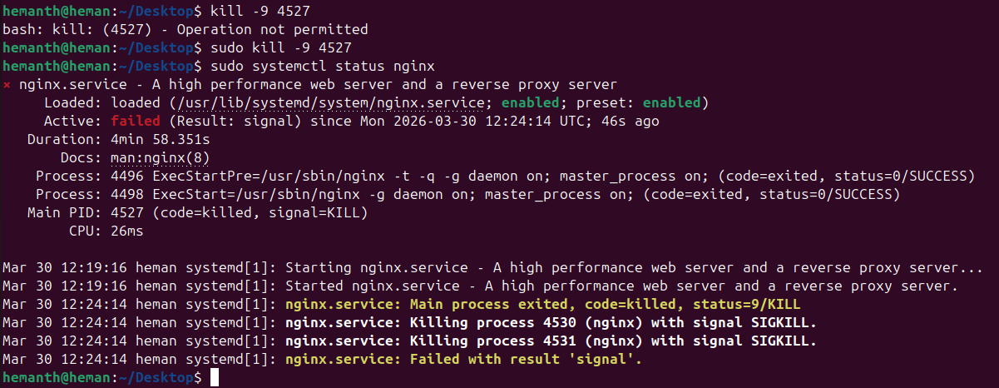 hemanth@heman:~/Desktop$ kill -9 4527
bash: kill: (4527) - Operation not permitted
hemanth@heman:~/Desktop$ sudo kill -9 4527
hemanth@heman:~/Desktop$ sudo systemctl status nginx
× nginx.service - A high performance web server and a reverse proxy server
     Loaded: loaded (/usr/lib/systemd/system/nginx.service; enabled; preset: enabled)
     Active: failed (Result: signal) since Mon 2026-03-30 12:24:14 UTC; 46s ago
   Duration: 4min 58.351s
       Docs: man:nginx(8)
    Process: 4496 ExecStartPre=/usr/sbin/nginx -t -q -g daemon on; master_process on; (code=exited, status=0/SUCCESS)
    Process: 4498 ExecStart=/usr/sbin/nginx -g daemon on; master_process on; (code=exited, status=0/SUCCESS)
   Main PID: 4527 (code=killed, signal=KILL)
        CPU: 26ms

Mar 30 12:19:16 heman systemd[1]: Starting nginx.service - A high performance web server and a reverse proxy server...
Mar 30 12:19:16 heman systemd[1]: Started nginx.service - A high performance web server and a reverse proxy server.
Mar 30 12:24:14 heman systemd[1]: nginx.service: Main process exited, code=killed, status=9/KILL
Mar 30 12:24:14 heman systemd[1]: nginx.service: Killing process 4530 (nginx) with signal SIGKILL.
Mar 30 12:24:14 heman systemd[1]: nginx.service: Killing process 4531 (nginx) with signal SIGKILL.
Mar 30 12:24:14 heman systemd[1]: nginx.service: Failed with result 'signal'.
hemanth@heman:~/Desktop$